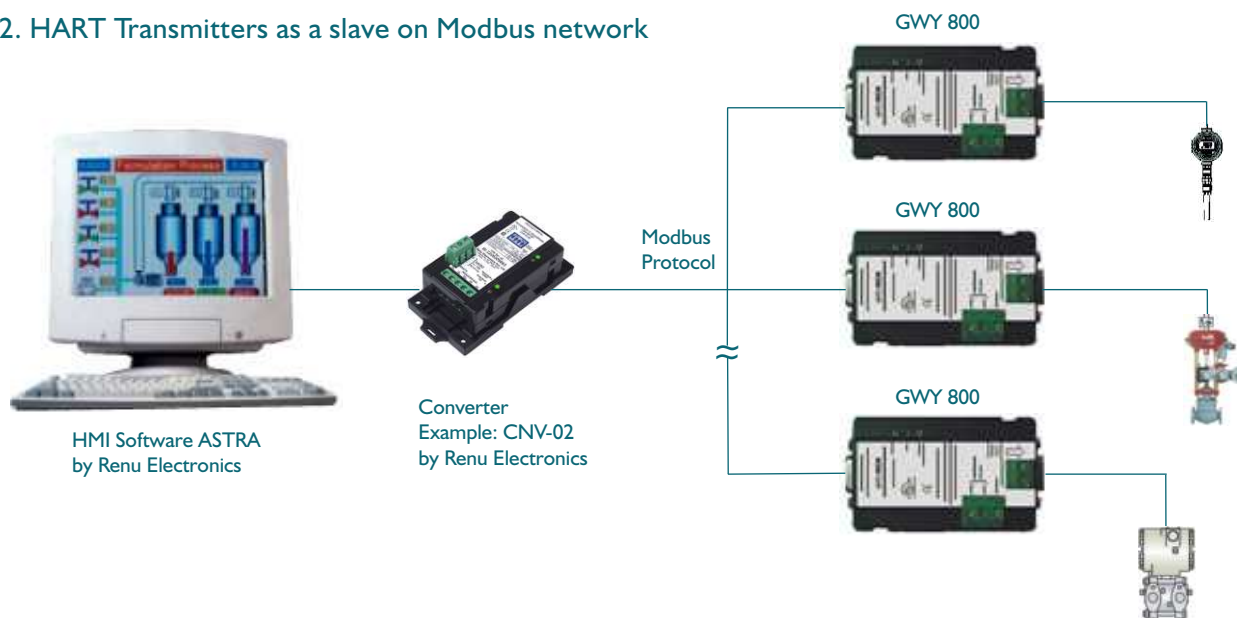 2. HART Transmitters as a slave on Modbus network
GWY 800
GWY 800
Modbus
Protocol
GWY 800
HMI Software ASTRA
by Renu Electronics
Converter
Example: CNV-02
by Renu Electronics